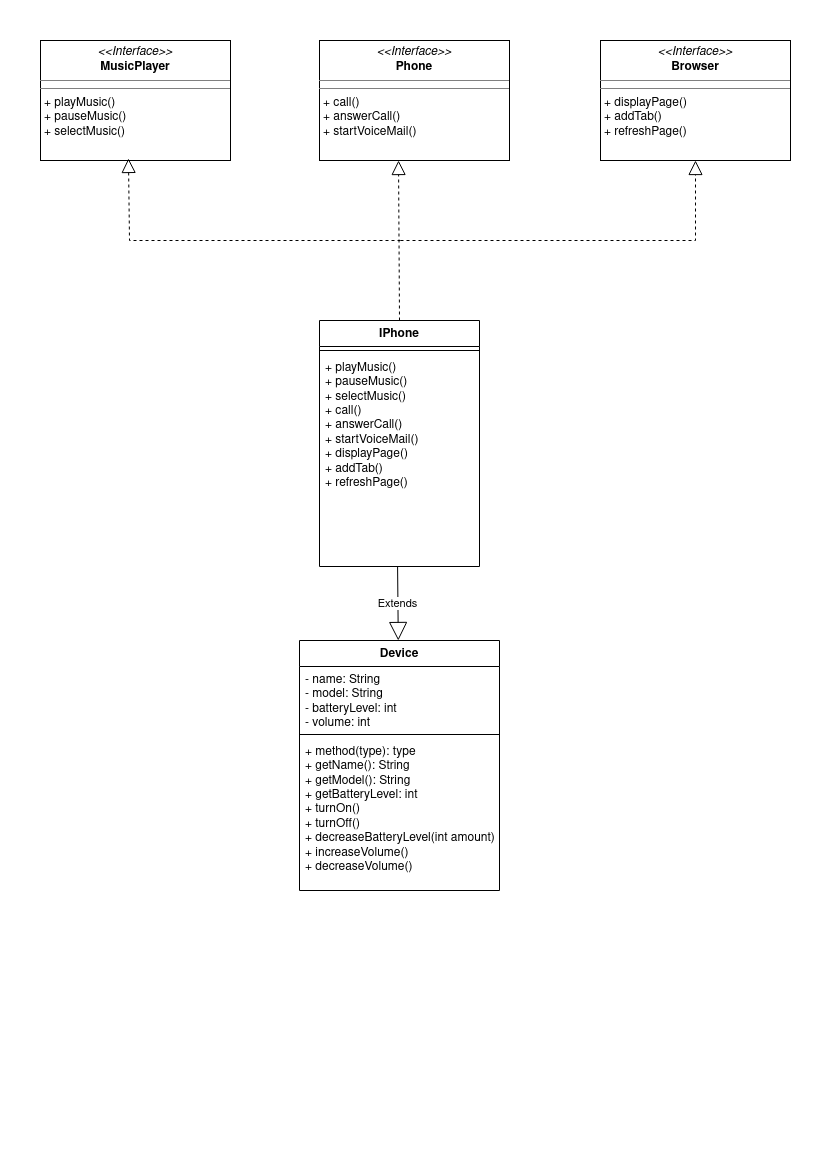 <<Interface>>
MusicPlayer
+ playMusic()
+ pauseMusic()
+ selectMusic()
<<Interface>>
Phone
+ call()
+ answerCall()
+ startVoiceMail()
<<Interface>>
Browser
+ displayPage()
+ addTab()
+ refreshPage()
IPhone
+ playMusic()
+ pauseMusic()
+ selectMusic()
+ call()
+ answerCall()
+ startVoiceMail()
+ displayPage()
+ addTab()
+ refreshPage()
Extends
Device
- name: String
- model: String
- batteryLevel: int
- volume: int
+ method(type): type
+ getName(): String
+ getModel(): String
+ getBatteryLevel: int
+ turnOn()
+ turnOff()
+ decreaseBatteryLevel(int amount)
+ increaseVolume()
+ decreaseVolume()